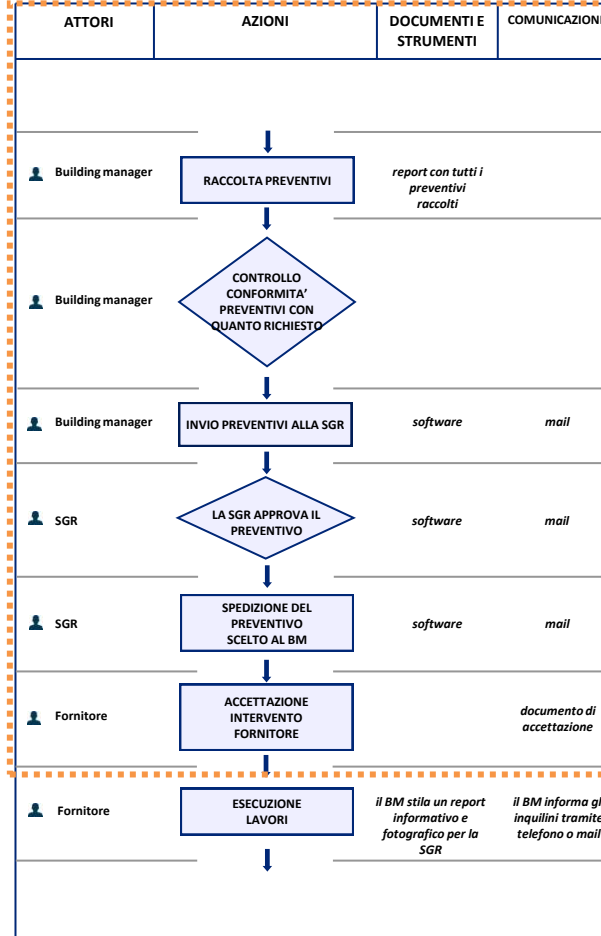 ATTORI
AZIONI
DOCUMENTI E
STRUMENTI
COMUNICAZIONI
Building manager
RACCOLTA PREVENTIVI
report con tutti i
preventivi
raccolti
Building manager
CONTROLLO
CONFORMITA’
PREVENTIVI CON
QUANTO RICHIESTO
Building manager
INVIO PREVENTIVI ALLA SGR
software
mail
SGR
LA SGR APPROVA IL
PREVENTIVO
software
mail
SGR
SPEDIZIONE DEL
PREVENTIVO
SCELTO AL BM
software
mail
Fornitore
ACCETTAZIONE
INTERVENTO
FORNITORE
documento di
accettazione
Fornitore
ESECUZIONE
LAVORI
il BM stila un report
informativo e
fotografico per la
SGR
il BM informa gli
inquilini tramite
telefono o mail